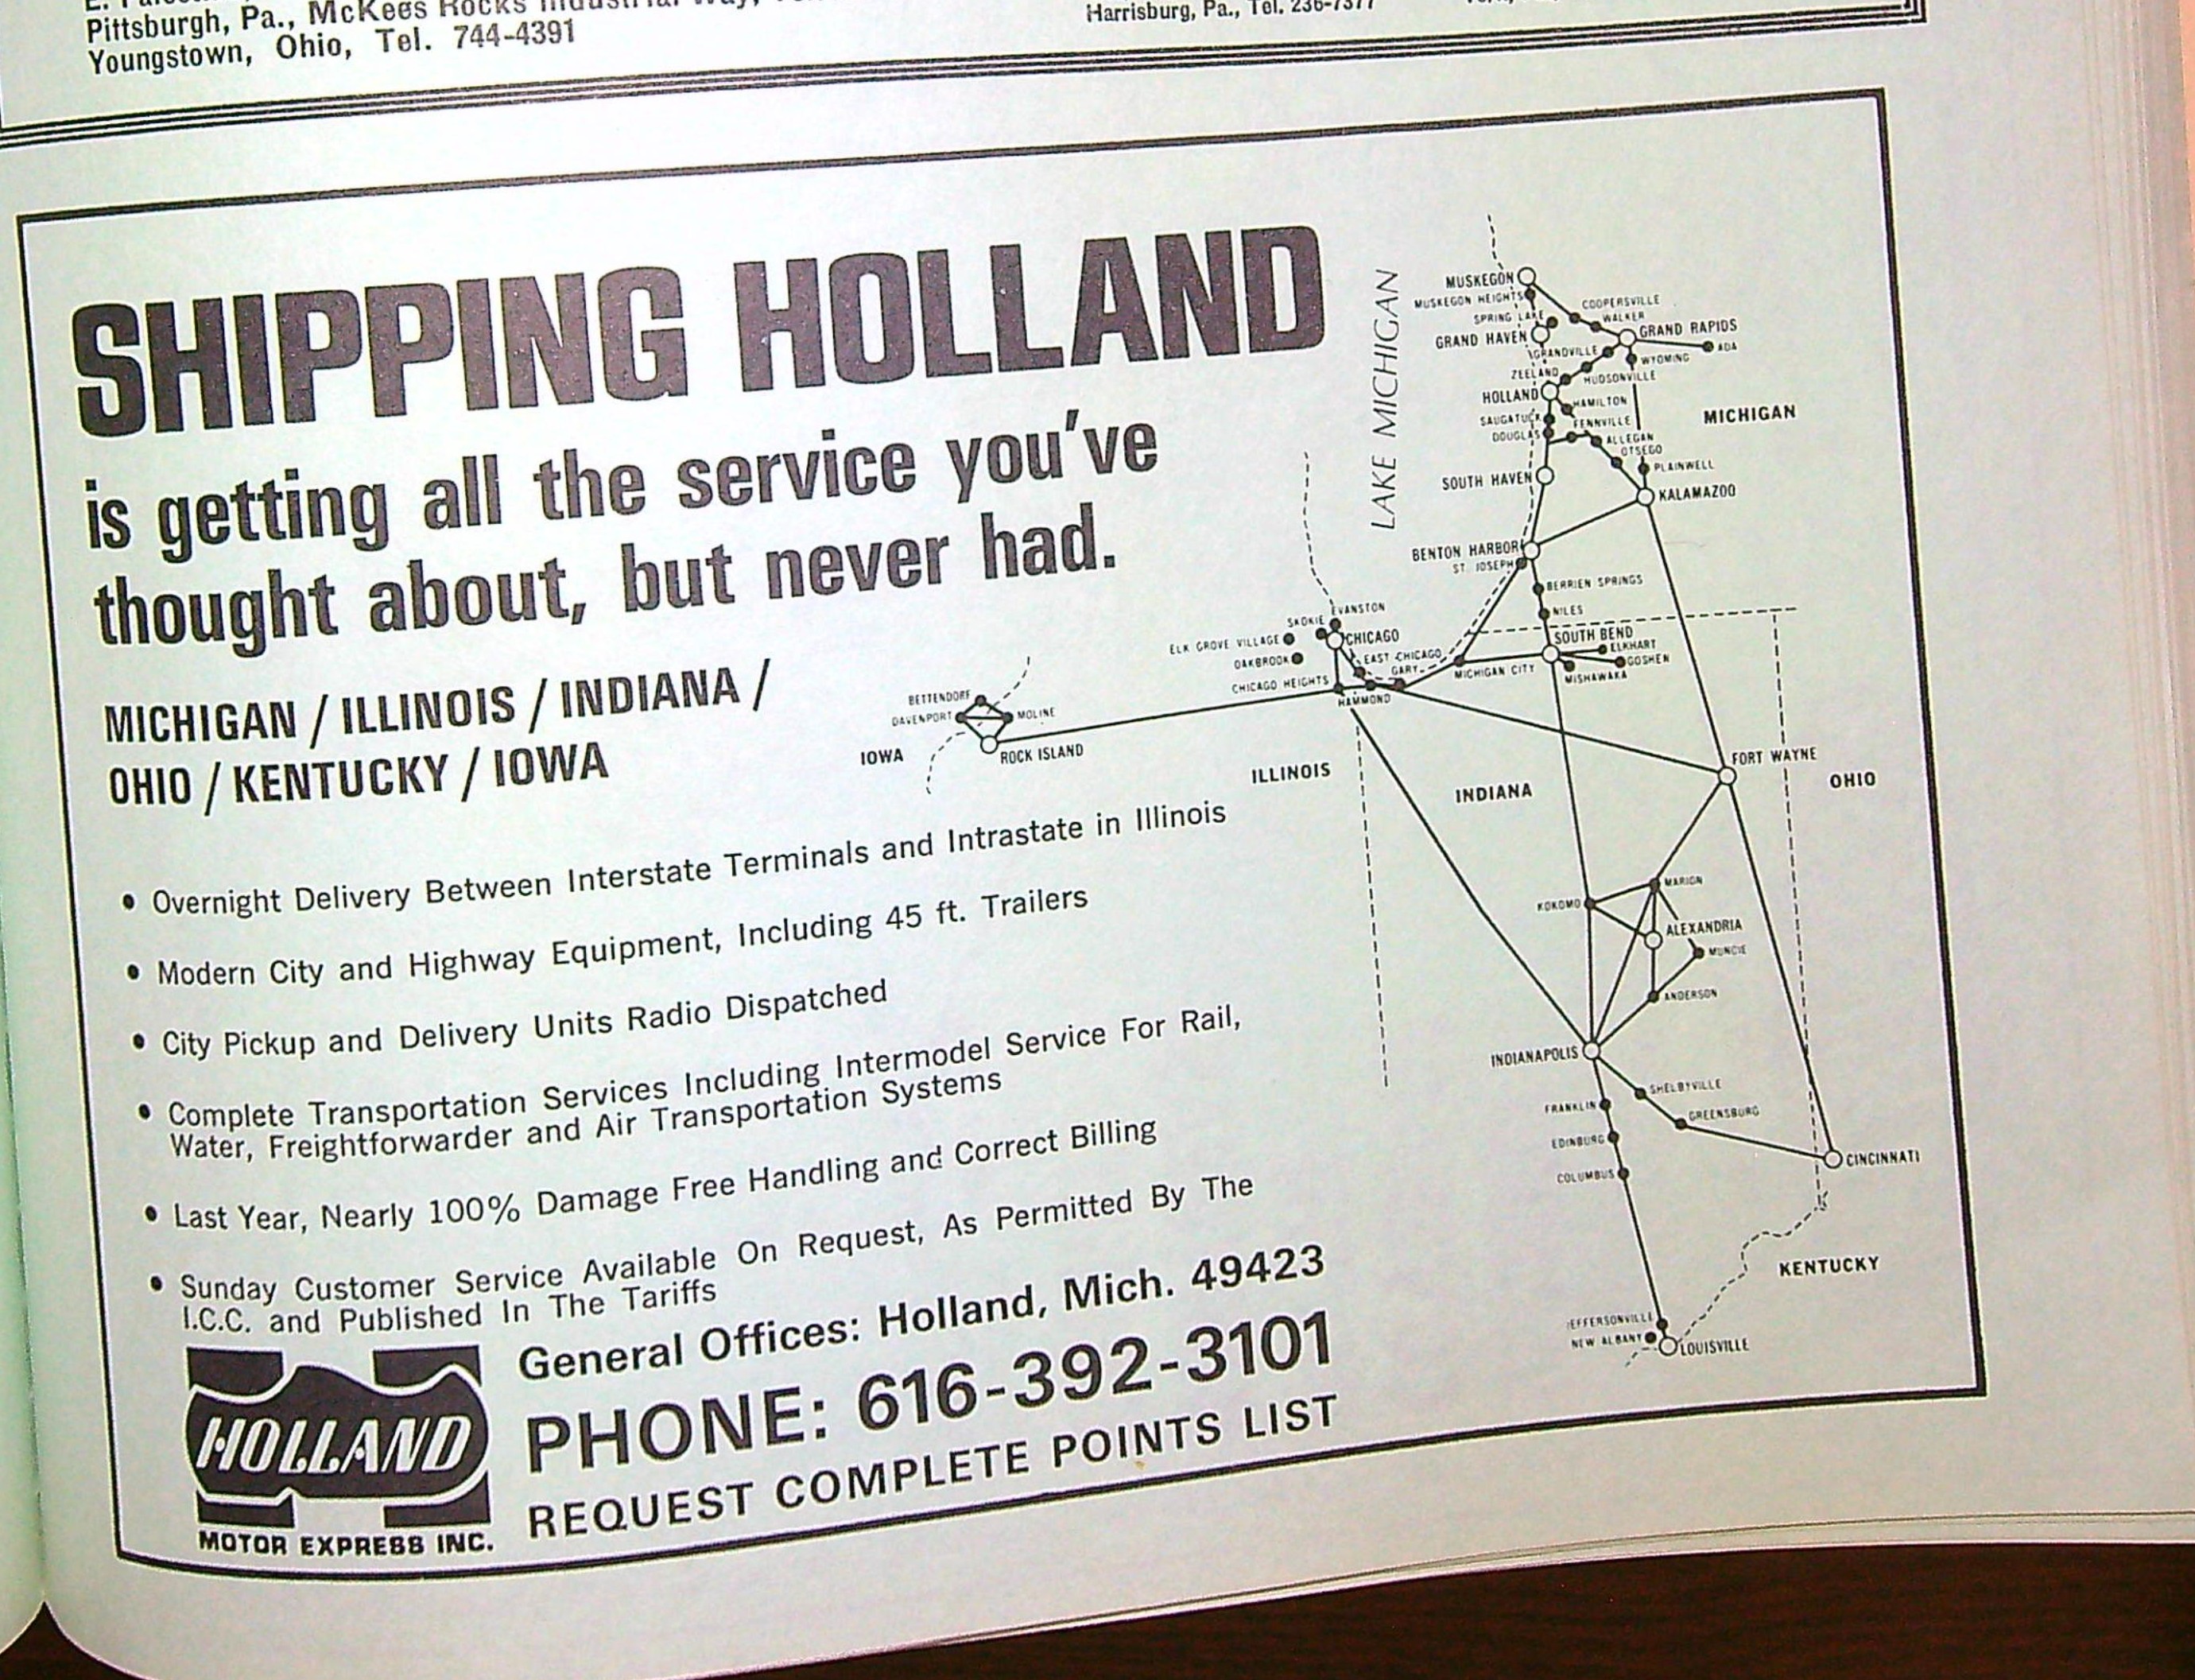 Pittsburgh, Pa., McKees Rocks Industrial Way,
Youngstown, Ohio, Tel. 744-4391
Harrisburg, Pa., Tel. 236-7377
SHIPPING HOLLAND
is getting all the service you've
thought about, but never had.
MICHIGAN / ILLINOIS / INDIANA /
OHIO / KENTUCKY / IOWA
• Overnight Delivery Between Interstate Terminals and Intrastate in Illinois
• Modern City and Highway Equipment, Including 45 ft. Trailers
• City Pickup and Delivery Units Radio Dispatched
• Complete Transportation Services Including Intermodel Service For Rail,
Water, Freightforwarder and Air Transportation Systems
• Last Year, Nearly 100% Damage Free Handling and Correct Billing
• Sunday Customer Service Available On Request, As Permitted By The
I.C.C. and Published In The Tariffs
General Offices: Holland, Mich. 49423
PHONE: 616-392-3101
REQUEST COMPLETE POINTS LIST
HOLLAND
MOTOR EXPRESS INC.
LAKE MICHIGAN
MUSKEGON
MUSKEGON HEIGHTS
COOPERSVILLE
SPRING LAKE
WALKER
GRAND HAVEN
GRAND RAPIDS
GRANDVILLE
WYOMING
ADA
ZEELAND
HUDSONVILLE
HOLLAND
HAMILTON
SAUGATUCK
FENNVILLE
MICHIGAN
DOUGLAS
ALLEGAN
OTSEGO
PLAINWELL
SOUTH HAVEN
KALAMAZOO
BENTON HARBOR
ST. JOSEPH
BERRIEN SPRINGS
NILES
EVANSTON
SKOKIE
CHICAGO
ELK GROVE VILLAGE
OAKBROOK
EAST CHICAGO
GARY
CHICAGO HEIGHTS
HAMMOND
MICHIGAN CITY
SOUTH BEND
ELKHART
GOSHEN
MISHAWAKA
BETTENDORF
DAVENPORT
MOLINE
IOWA
ROCK ISLAND
ILLINOIS
INDIANA
FORT WAYNE
OHIO
MARION
KOKOMO
ALEXANDRIA
MUNCIE
ANDERSON
INDIANAPOLIS
SHELBYVILLE
FRANKLIN
GREENSBURG
EDINBURG
COLUMBUS
CINCINNATI
KENTUCKY
JEFFERSONVILLE
NEW ALBANY
LOUISVILLE